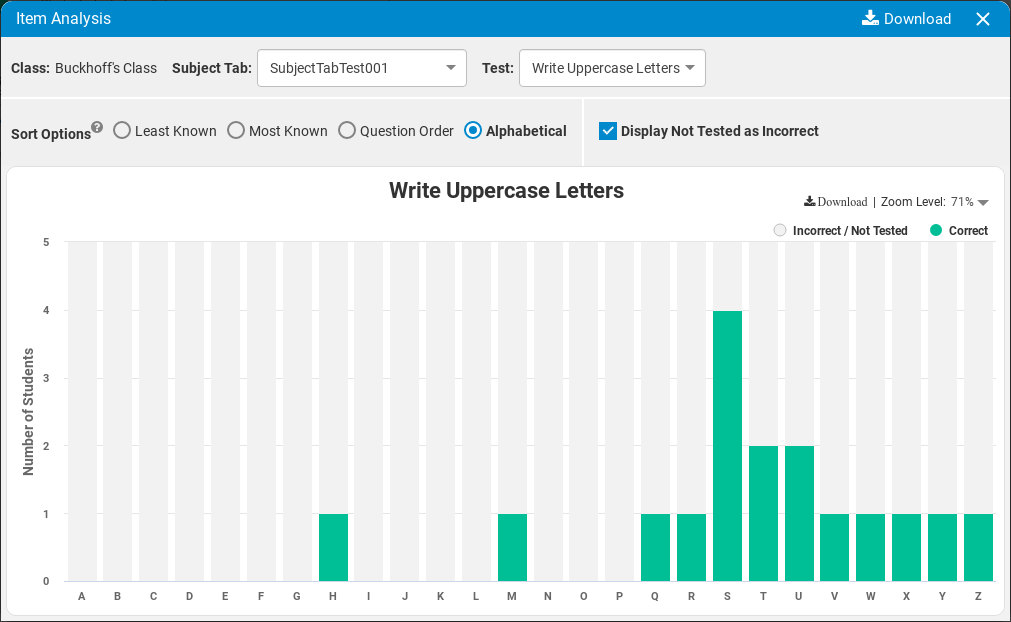 Item Analysis Download
Class: Buckhoff's Class Subject Tab: SubjectTabTest001 Test: Write Uppercase Letters
Sort Options ? Least Known Most Known Question Order Alphabetical Display Not Tested as Incorrect
Write Uppercase Letters
Download | Zoom Level: 71%
Incorrect / Not Tested Correct
Number of Students
5
4
3
2
1
0
A B C D E F G H I J K L M N O P Q R S T U V W X Y Z